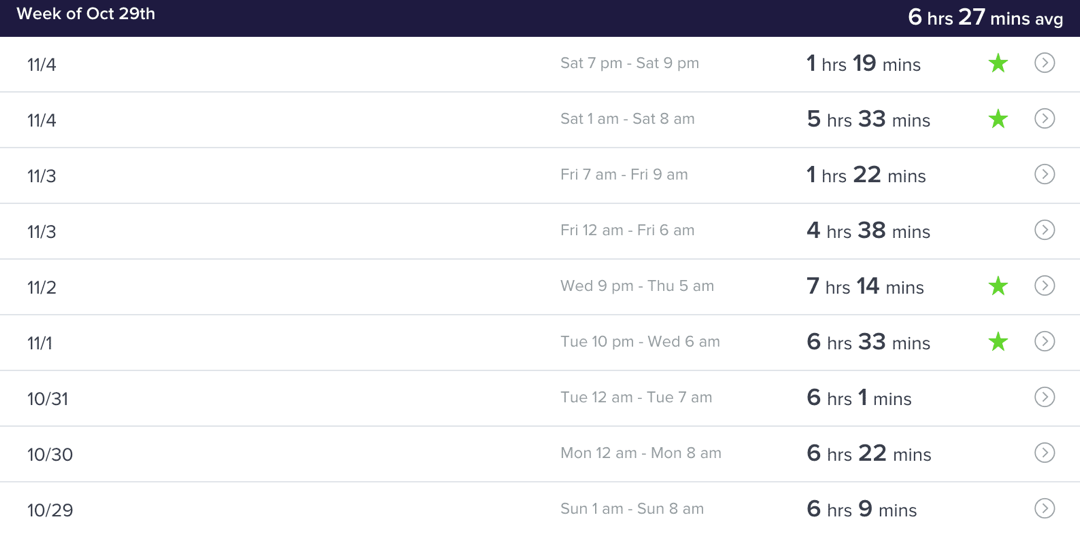 Week of Oct 29th 6 hrs 27 mins avg
11/4 Sat 7 pm - Sat 9 pm 1 hrs 19 mins
11/4 Sat 1 am - Sat 8 am 5 hrs 33 mins
11/3 Fri 7 am - Fri 9 am 1 hrs 22 mins
11/3 Fri 12 am - Fri 6 am 4 hrs 38 mins
11/2 Wed 9 pm - Thu 5 am 7 hrs 14 mins
11/1 Tue 10 pm - Wed 6 am 6 hrs 33 mins
10/31 Tue 12 am - Tue 7 am 6 hrs 1 mins
10/30 Mon 12 am - Mon 8 am 6 hrs 22 mins
10/29 Sun 1 am - Sun 8 am 6 hrs 9 mins